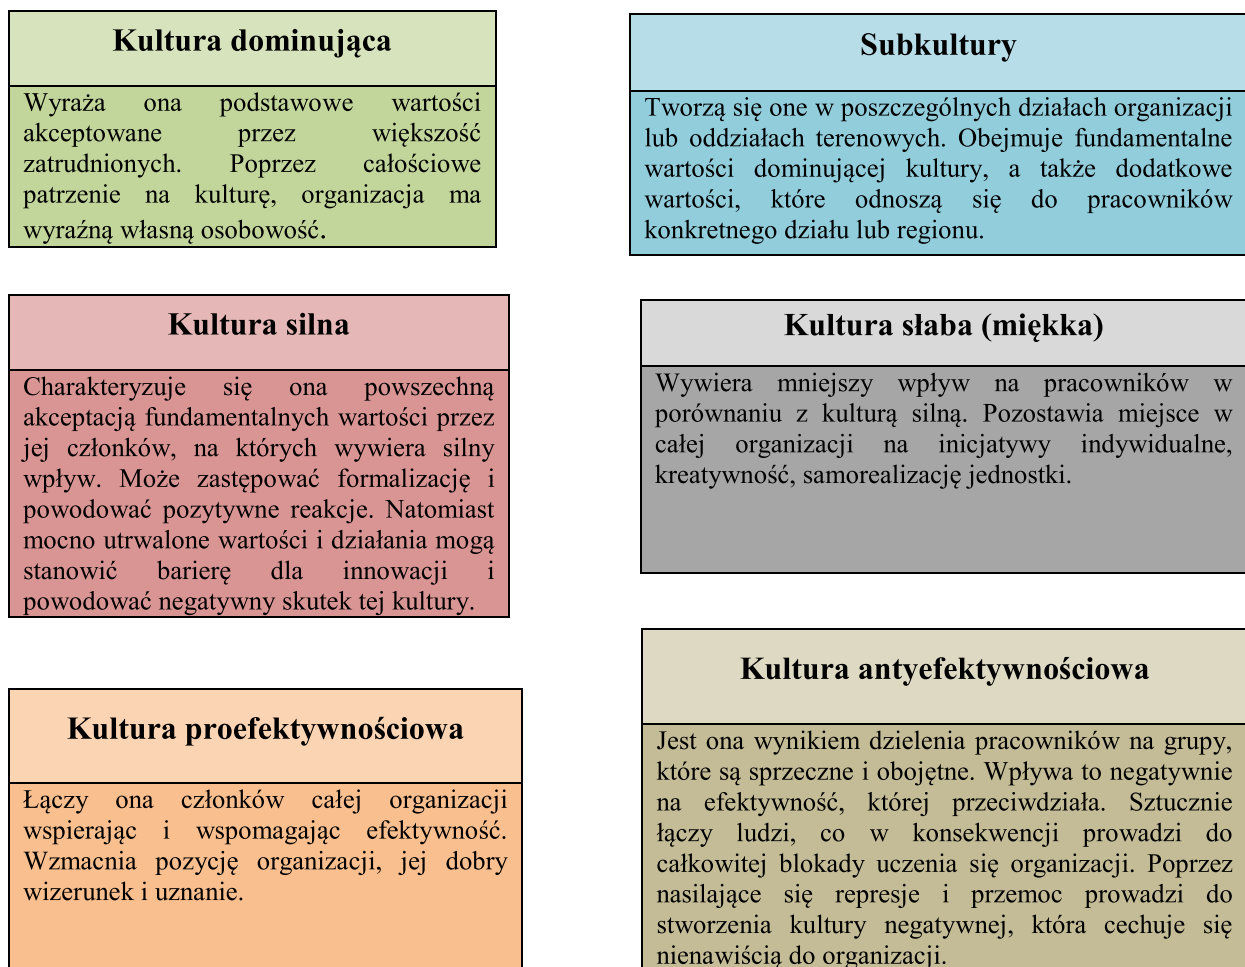 Kultura dominująca
Wyraża ona podstawowe wartości
akceptowane przez większość
zatrudnionych. Poprzez całościowe
patrzenie na kulturę, organizacja ma
wyraźną własną osobowość.
Subkultury
Tworzą się one w poszczególnych działach organizacji
lub oddziałach terenowych. Obejmuje fundamentalne
wartości dominującej kultury, a także dodatkowe
wartości, które odnoszą się do pracowników
konkretnego działu lub regionu.
Kultura silna
Charakteryzuje się ona powszechną
akceptacją fundamentalnych wartości przez
jej członków, na których wywiera silny
wpływ. Może zastępować formalizację i
powodować pozytywne reakcje. Natomiast
mocno utrwalone wartości i działania mogą
stanowić barierę dla innowacji i
powodować negatywny skutek tej kultury.
Kultura słaba (miękka)
Wywiera mniejszy wpływ na pracowników w
porównaniu z kulturą silną. Pozostawia miejsce w
całej organizacji na inicjatywy indywidualne,
kreatywność, samorealizację jednostki.
Kultura proefektywnościowa
Łączy ona członków całej organizacji
wspierając i wspomagając efektywność.
Wzmacnia pozycję organizacji, jej dobry
wizerunek i uznanie.
Kultura antyefektywnościowa
Jest ona wynikiem dzielenia pracowników na grupy,
które są sprzeczne i obojętne. Wpływa to negatywnie
na efektywność, której przeciwdziała. Sztucznie
łączy ludzi, co w konsekwencji prowadzi do
całkowitej blokady uczenia się organizacji. Poprzez
nasilające się represje i przemoc prowadzi do
stworzenia kultury negatywnej, która cechuje się
nienawiścią do organizacji.